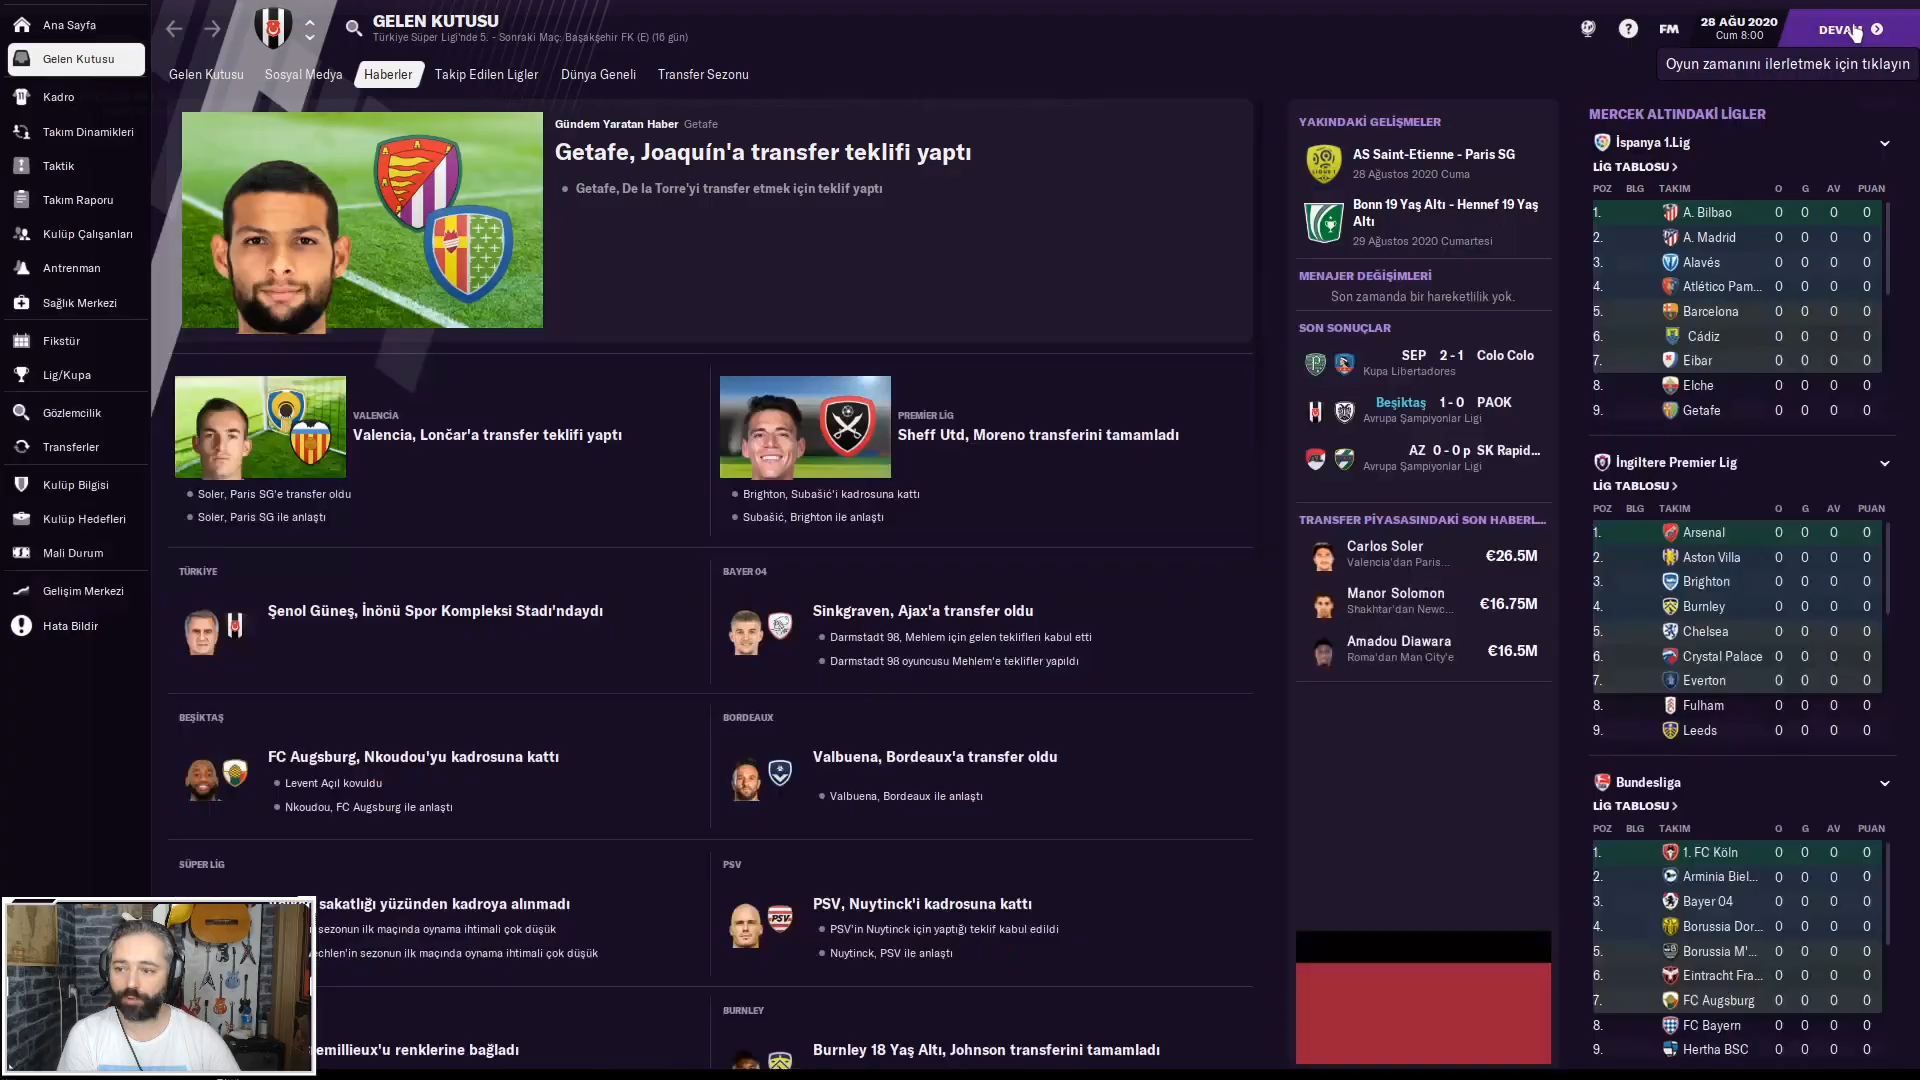 Ana Sayfa
Gelen Kutusu
Kadro
Takım Dinamikleri
Taktik
Takım Raporu
Kulüp Çalışanları
Antrenman
Sağlık Merkezi
Fikstür
Lig/Kupa
Gözlemcilik
Transferler
Kulüp Bilgisi
Kulüp Hedefleri
Mali Durum
Gelişim Merkezi
Hata Bildir
GELEN KUTUSU
Türkiye Süper Ligi'nde 5. - Sonraki Maç: Başakşehir FK (E) (16 gün)
FM
28 AĞU 2020
Cum 8:00
Oyun zamanını ilerletmek için tıklayın
Gelen Kutusu Sosyal Medya Haberler Takip Edilen Ligler Dünya Geneli Transfer Sezonu
Gündem Yaratan Haber Getafe
Getafe, Joaquín'a transfer teklifi yaptı
Getafe, De la Torre'yi transfer etmek için teklif yaptı
VALENCIA
Valencia, Lončar'a transfer teklifi yaptı
Soler, Paris SG'e transfer oldu
Soler, Paris SG ile anlaştı
PREMİER LİG
Sheff Utd, Moreno transferini tamamladı
Brighton, Subašić'i kadrosuna kattı
Subašić, Brighton ile anlaştı
TÜRKİYE
Şenol Güneş, İnönü Spor Kompleksi Stadı'ndaydı
BAYER 04
Sinkgraven, Ajax'a transfer oldu
Darmstadt 98, Mehlem için gelen teklifleri kabul etti
Darmstadt 98 oyuncusu Mehlem'e teklifler yapıldı
BEŞİKTAŞ
FC Augsburg, Nkoudou'yu kadrosuna kattı
Levent Açıl kovuldu
Nkoudou, FC Augsburg ile anlaştı
BORDEAUX
Valbuena, Bordeaux'a transfer oldu
Valbuena, Bordeaux ile anlaştı
SÜPER LİG
sakatlığı yüzünden kadroya alınmadı
sezonun ilk maçında oynama ihtimali çok düşük
sezonun ilk maçında oynama ihtimali çok düşük
PSV
PSV, Nuytinck'i kadrosuna kattı
PSV'in Nuytinck için yaptığı teklif kabul edildi
Nuytinck, PSV ile anlaştı
renklerine bağladı
BURNLEY
Burnley 18 Yaş Altı, Johnson transferini tamamladı
YAKINDAKİ GELİŞMELER
AS Saint-Etienne - Paris SG
28 Ağustos 2020 Cuma
Bonn 19 Yaş Altı - Hennef 19 Yaş
Altı
29 Ağustos 2020 Cumartesi
MENAJER DEĞİŞİMLERİ
Son zamanda bir hareketlilik yok.
SON SONUÇLAR
SEP 2 - 1 Colo Colo
Kupa Libertadores
Beşiktaş 1 - 0 PAOK
Avrupa Şampiyonlar Ligi
AZ 0 - 0 p SK Rapid...
Avrupa Şampiyonlar Ligi
TRANSFER PİYASASINDAKİ SON HABERL...
Carlos Soler
Valencia'dan Paris...
€26.5M
Manor Solomon
Shakhtar'dan Newc...
€16.75M
Amadou Diawara
Roma'dan Man City'e
€16.5M
MERCEK ALTINDAKİ LİGLER
İspanya 1.Lig
LİG TABLOSU >
POZ BLG TAKIM O G AV PUAN
1. A. Bilbao 0 0 0 0
2. A. Madrid 0 0 0 0
3. Alavés 0 0 0 0
4. Atlético Pam... 0 0 0 0
5. Barcelona 0 0 0 0
6. Cádiz 0 0 0 0
7. Eibar 0 0 0 0
8. Elche 0 0 0 0
9. Getafe 0 0 0 0
İngiltere Premier Lig
LİG TABLOSU >
POZ BLG TAKIM O G AV PUAN
1. Arsenal 0 0 0 0
2. Aston Villa 0 0 0 0
3. Brighton 0 0 0 0
4. Burnley 0 0 0 0
5. Chelsea 0 0 0 0
6. Crystal Palace 0 0 0 0
7. Everton 0 0 0 0
8. Fulham 0 0 0 0
9. Leeds 0 0 0 0
Bundesliga
LİG TABLOSU >
POZ BLG TAKIM O G AV PUAN
1. 1. FC Köln 0 0 0 0
2. Arminia Biel... 0 0 0 0
3. Bayer 04 0 0 0 0
4. Borussia Dor... 0 0 0 0
5. Borussia M'... 0 0 0 0
6. Eintracht Fra... 0 0 0 0
7. FC Augsburg 0 0 0 0
8. FC Bayern 0 0 0 0
9. Hertha BSC 0 0 0 0